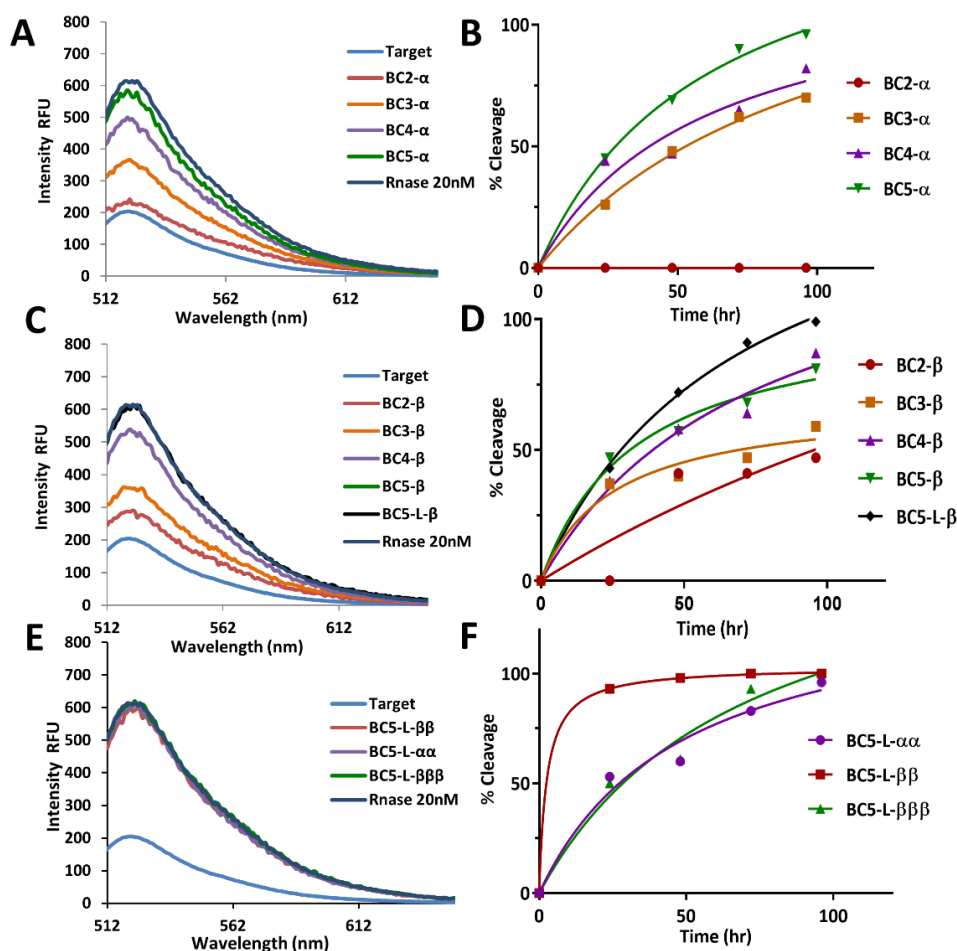 A
Intensity RFU
800
700
600
500
400
300
200
100
0
512
562
612
Wavelength (nm)
Target
BC2-α
BC3-α
BC4-α
BC5-α
Rnase 20nM
B
% Cleavage
100
50
0
0
50
100
Time (hr)
BC2-α
BC3-α
BC4-α
BC5-α
C
Intensity RFU
800
700
600
500
400
300
200
100
0
512
562
612
Wavelength (nm)
Target
BC2-β
BC3-β
BC4-β
BC5-β
BC5-L-β
Rnase 20nM
D
% Cleavage
100
50
0
0
50
100
Time (hr)
BC2-β
BC3-β
BC4-β
BC5-β
BC5-L-β
E
Intensity RFU
800
700
600
500
400
300
200
100
0
512
562
612
Wavelength (nm)
Target
BC5-L-ββ
BC5-L-αα
BC5-L-βββ
Rnase 20nM
F
% Cleavage
100
50
0
0
50
100
Time (hr)
BC5-L-αα
BC5-L-ββ
BC5-L-βββ